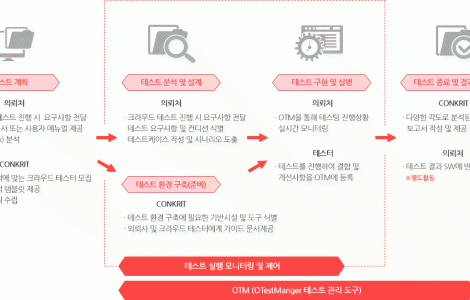 스트 계획
의뢰처
테스트 진행 시 요구사항 전달
서 또는 사용자 메뉴얼 제공
분석
CONKRIT
에 맞는 크라우드 테스터 모집
템블릿 제공
수립
테스트 분석 및 설계
의뢰처
· 크라우드 테스트 진행 시 요구사항 전달
테스트 요구사항 및 컨디션 식별
테스트케이스 작성 및 시나리오 도출
테스트 환경 구축(준비)
CONKRIT
· 테스트 환경 구축에 필요한 기반시설 및 도구 식별
· 의뢰사 및 크라우드 테스터에게 가이드 문서제공
테스트 구현 및 실행
의뢰처
· OTM을 통해 테스팅 진행상황
실시간 모니터링
테스터
· 테스트를 진행하여 결함 및
개선사항을 OTM에 등록
테스트 종료 및 결과
CONKRIT
· 다양한 각도로 분석된
보고서 작성 및 제공
의뢰처
· 테스트 결과 SW에 반
※별도활동
테스트 실행 모니터링 및 제어
OTM (OTestManger 테스트 관리 도구)